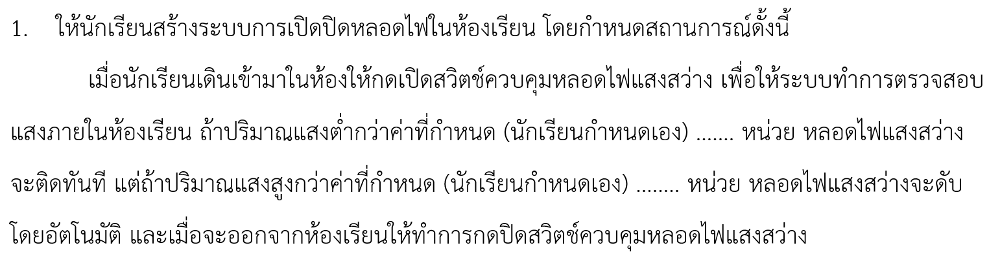 1. ให้นักเรียนสร้างระบบการเปิดปิดหลอดไฟในห้องเรียน โดยกำหนดสถานการณ์ดั้งนี้
เมื่อนักเรียนเดินเข้ามาในห้องให้กดเปิดสวิตช์ควบคุมหลอดไฟแสงสว่าง เพื่อให้ระบบทำการตรวจสอบ
แสงภายในห้องเรียน ถ้าปริมาณแสงต่ำกว่าค่าที่กำหนด (นักเรียนกำหนดเอง) ....... หน่วย หลอดไฟแสงสว่าง
จะติดทันที แต่ถ้าปริมาณแสงสูงกว่าค่าที่กำหนด (นักเรียนกำหนดเอง) ........ หน่วย หลอดไฟแสงสว่างจะดับ
โดยอัตโนมัติ และเมื่อจะออกจากห้องเรียนให้ทำการกดปิดสวิตช์ควบคุมหลอดไฟแสงสว่าง